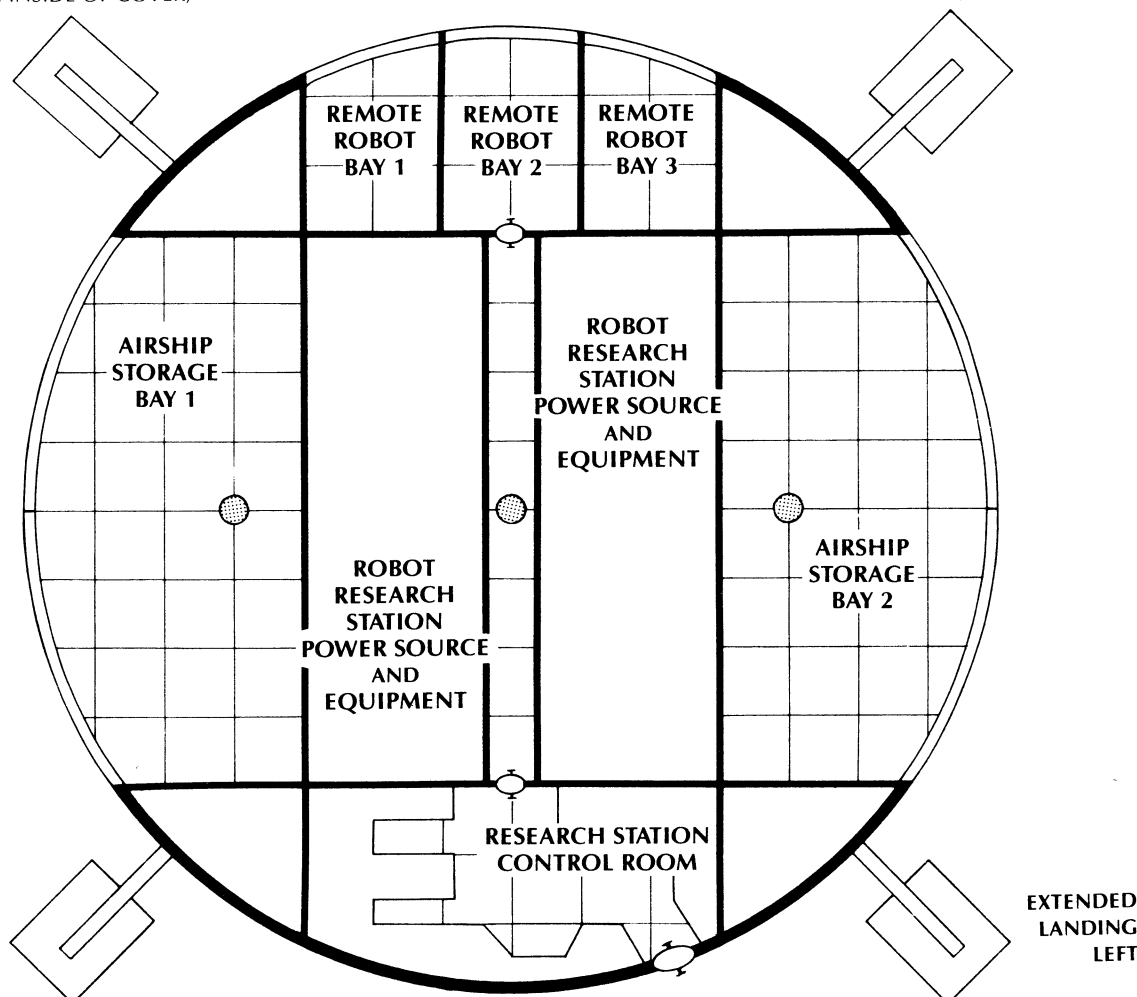 REMOTE
ROBOT
BAY 1
REMOTE
ROBOT
BAY 2
REMOTE
ROBOT
BAY 3
AIRSHIP
STORAGE
BAY 1
ROBOT
RESEARCH
STATION
POWER SOURCE
AND
EQUIPMENT
ROBOT
RESEARCH
STATION
POWER SOURCE
AND
EQUIPMENT
AIRSHIP
STORAGE
BAY 2
RESEARCH STATION
CONTROL ROOM
EXTENDED
LANDING
LEFT